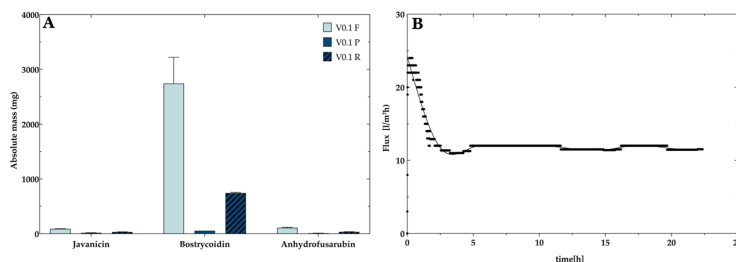 A
4000
3000
2000
1000
0
Absolute mass (mg)
Javanicin
Bostrycoidin
Anhydrofusarubin
V0.1 F
V0.1 P
V0.1 R
B
30
20
10
0
Flux [l/m²h)
0
5
10
15
20
25
time[h]